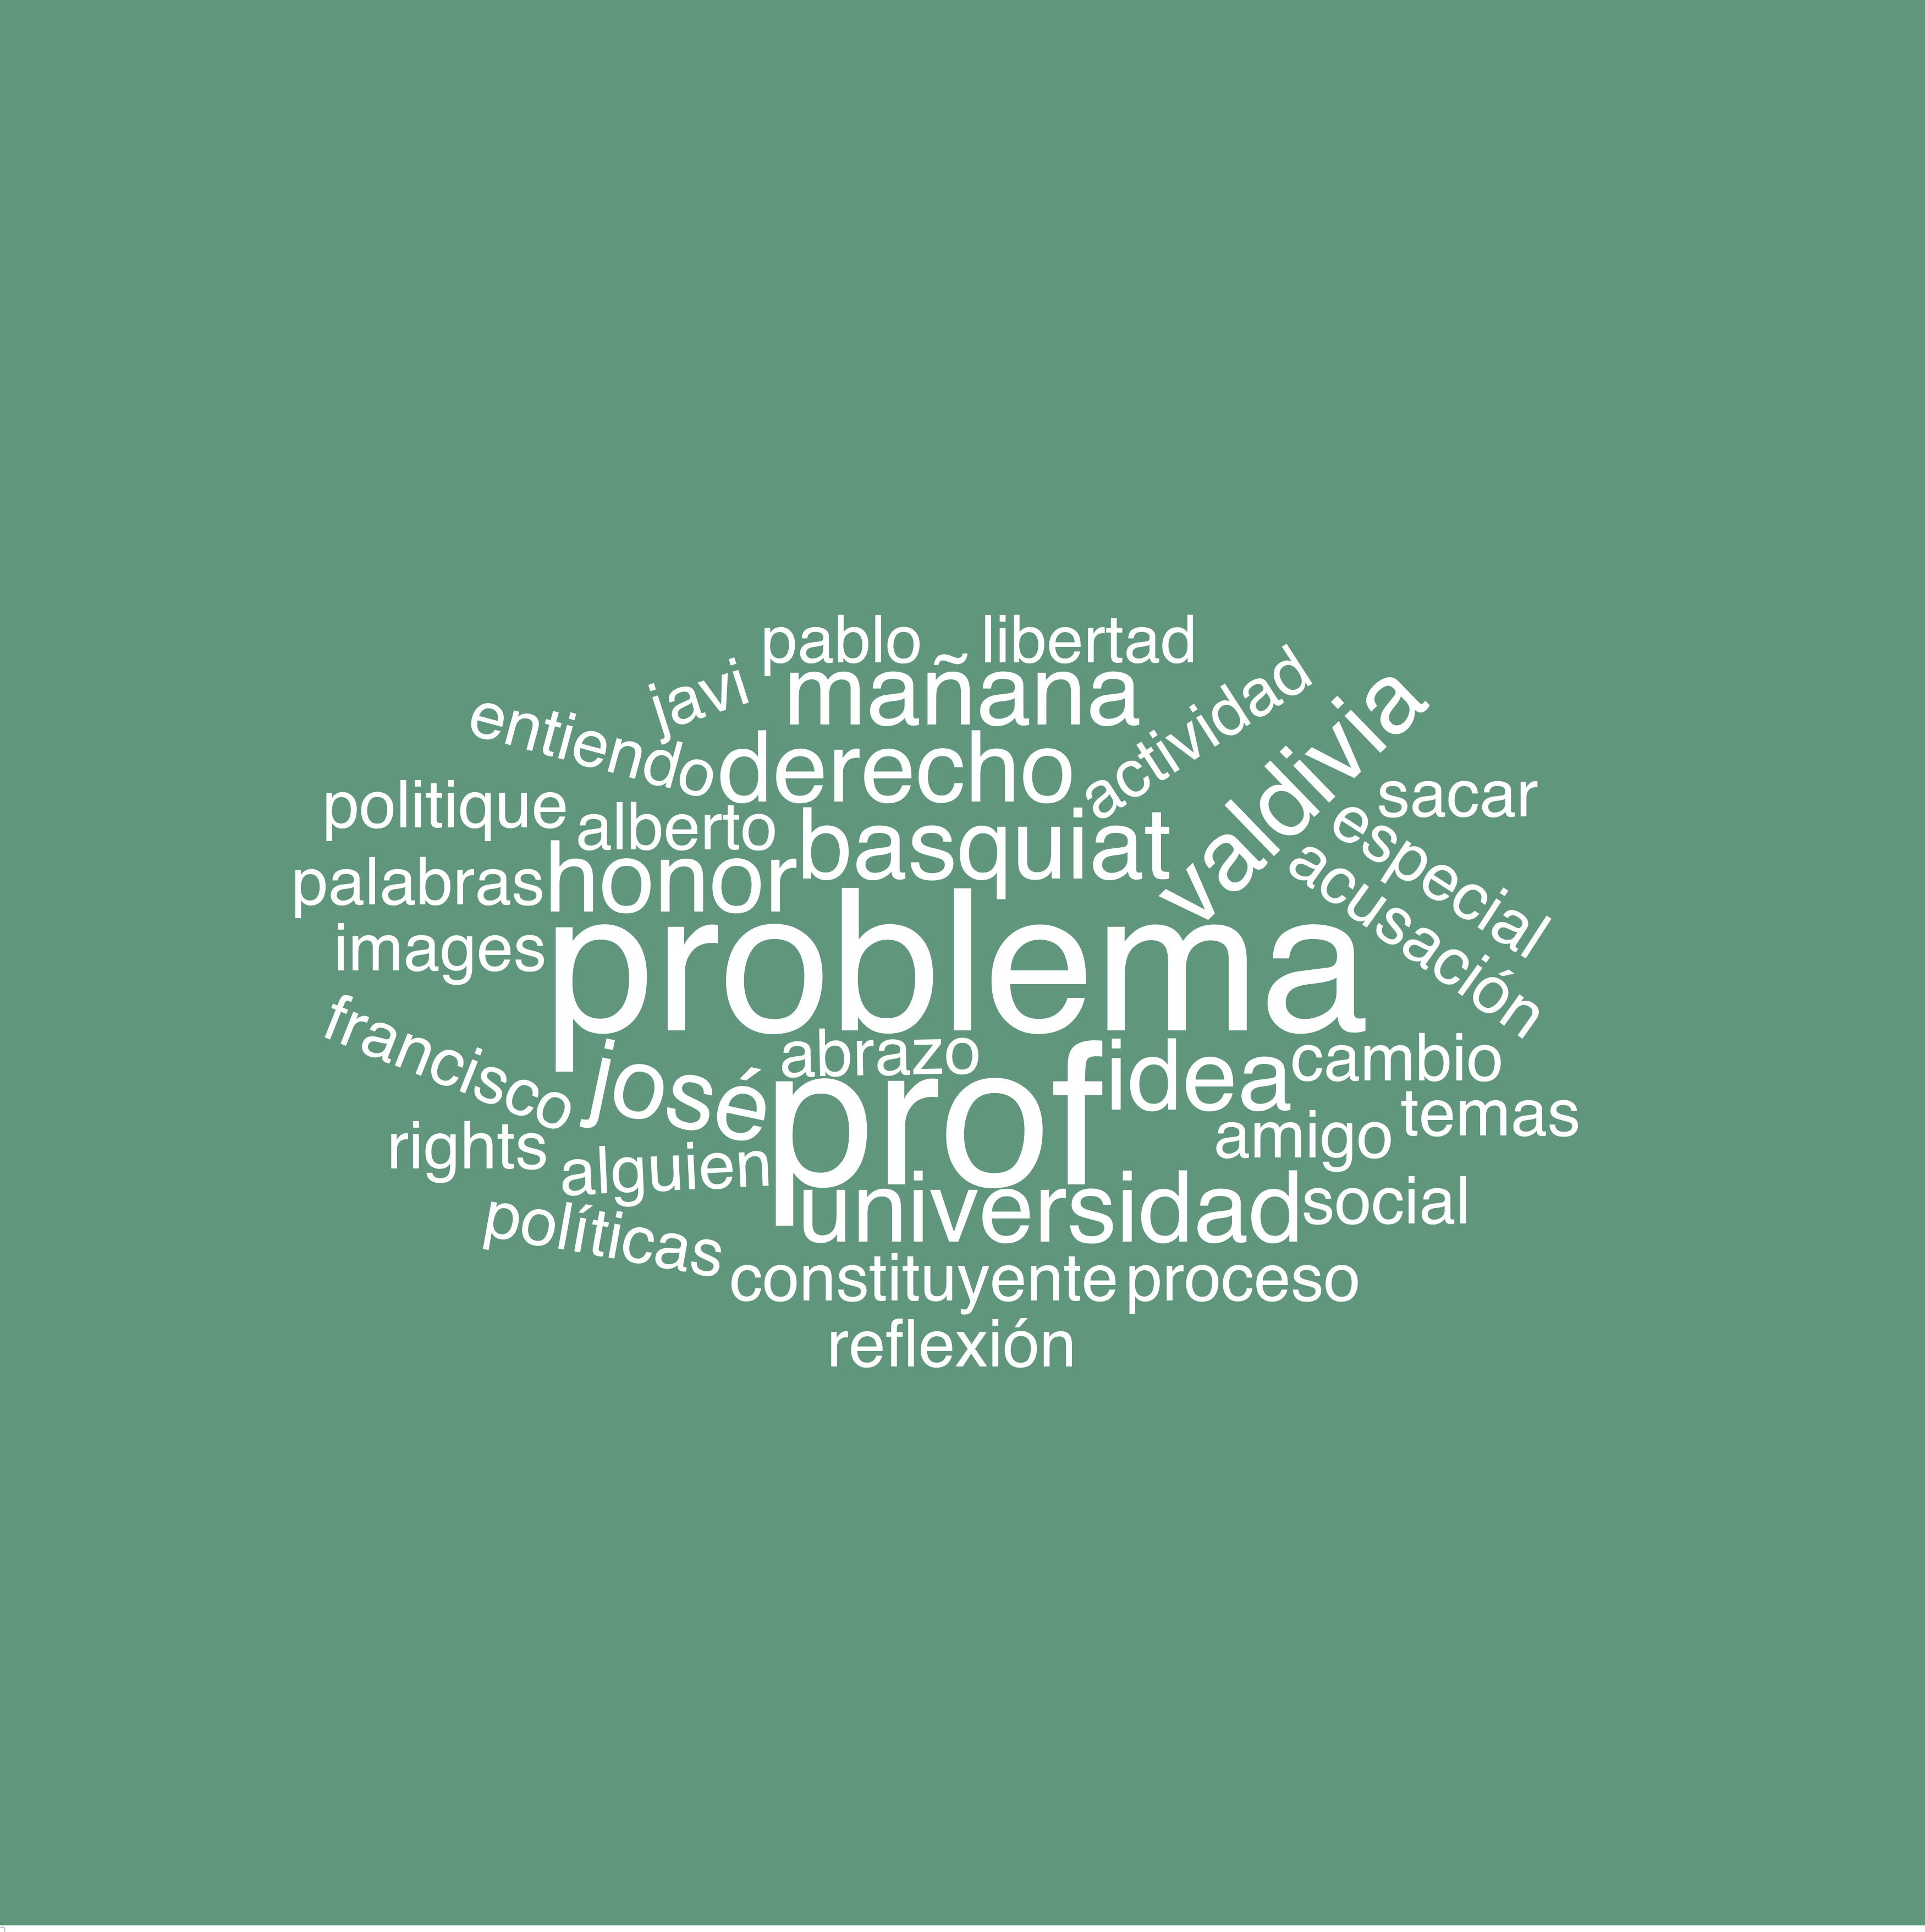 pablo libertad
javi mañana actividad valdivia
entiendo derecho
politique alberto basquiat sacar
palabras honor especial
images problema acusación
francisco josé abrazo idea cambio
prof temas
rights alguien amigo
políticas universidad social
constituyente proceso
reflexión